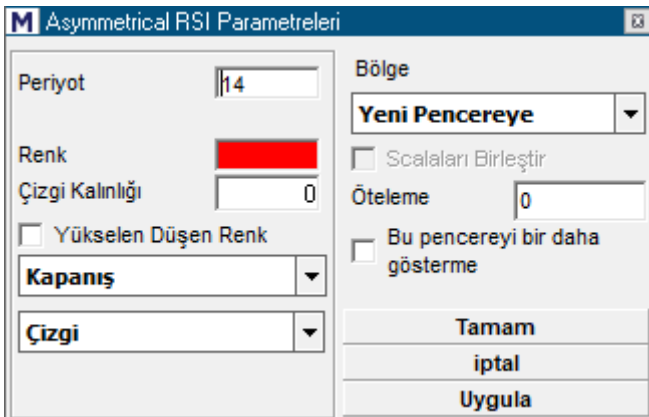 M Asymmetrical RSI Parametreleri
Periyot 14
Renk
Çizgi Kalınlığı 0
Yükselen Düşen Renk
Kapanış
Çizgi
Bölge
Yeni Pencereye
Scalaları Birleştir
Öteleme 0
Bu pencereyi bir daha
gösterme
Tamam
iptal
Uygula